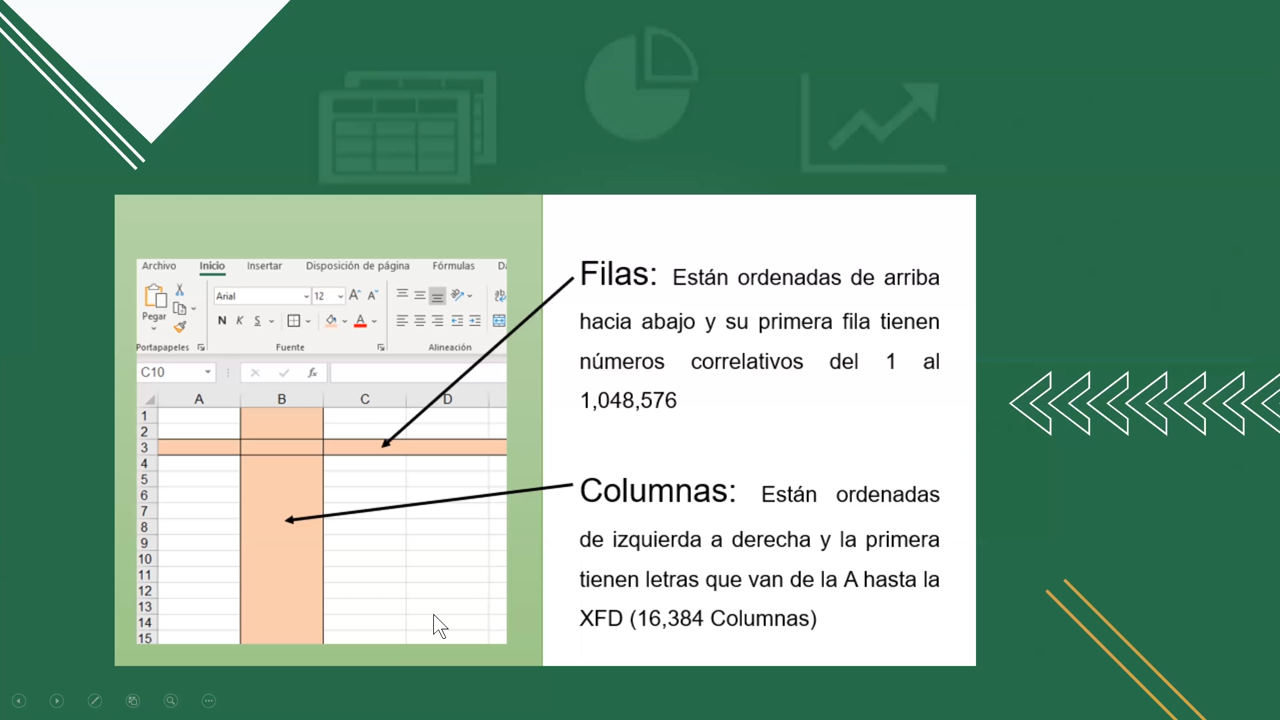 Archivo Inicio Insertar Disposición de página Fórmulas
Arial 12 A A
Pegar N K S A
Portapapeles Fuente Alineación
C10 fx
A B C D
1
2
3
4
5
6
7
8
9
10
11
12
13
14
15
Filas: Están ordenadas de arriba
hacia abajo y su primera fila tienen
números correlativos del 1 al
1,048,576
Columnas: Están ordenadas
de izquierda a derecha y la primera
tienen letras que van de la A hasta la
XFD (16,384 Columnas)